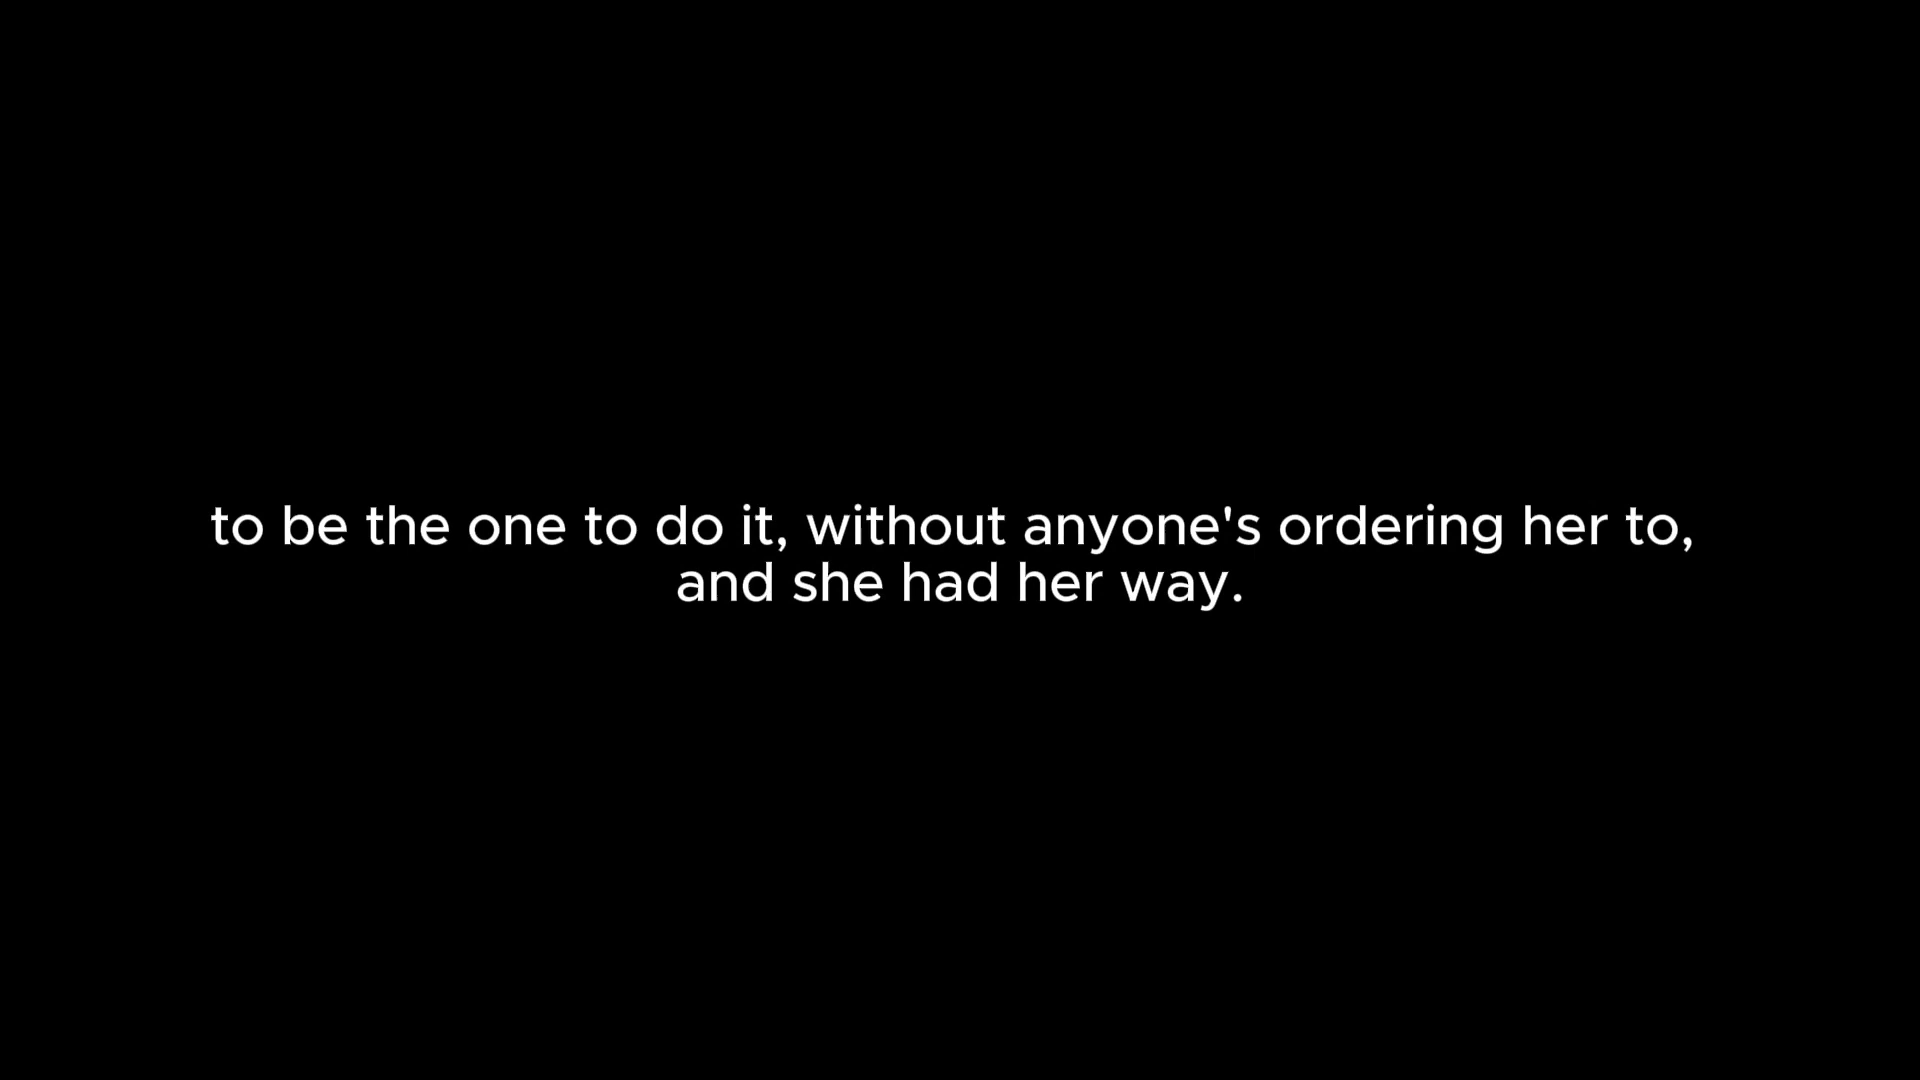 to be the one to do it, without anyone's ordering her to,
and she had her way.